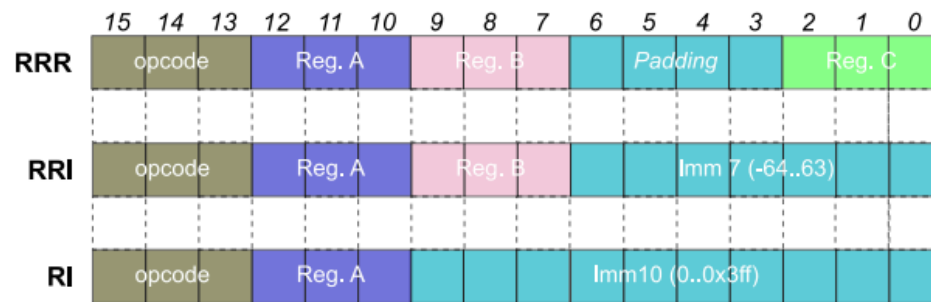 15 14 13 12 11 10 9 8 7 6 5 4 3 2 1 0
RRR opcode Reg. A Reg. B Padding Reg. C
RRI opcode Reg. A Reg. B Imm 7 (-64..63)
RI opcode Reg. A Imm10 (0..0x3ff)